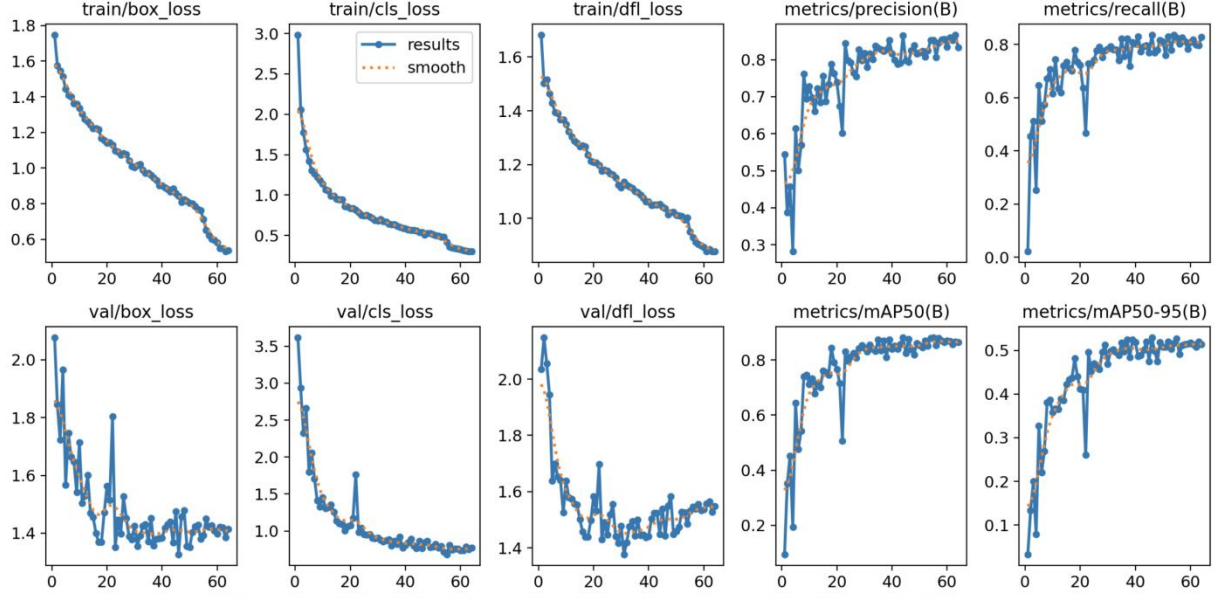 train/box_loss
train/cls_loss
train/dfl_loss
metrics/precision(B)
metrics/recall(B)
1.8
1.6
1.4
1.2
1.0
0.8
0.6
0 20 40 60
3.0
2.5
2.0
1.5
1.0
0.5
0 20 40 60
results
smooth
1.6
1.4
1.2
1.0
0 20 40 60
0.8
0.7
0.6
0.5
0.4
0.3
0 20 40 60
0.8
0.6
0.4
0.2
0.0
0 20 40 60
val/box_loss
val/cls_loss
val/dfl_loss
metrics/mAP50(B)
metrics/mAP50-95(B)
2.0
1.8
1.6
1.4
0 20 40 60
3.5
3.0
2.5
2.0
1.5
1.0
0 20 40 60
2.0
1.8
1.6
1.4
0 20 40 60
0.8
0.6
0.4
0.2
0 20 40 60
0.5
0.4
0.3
0.2
0.1
0 20 40 60